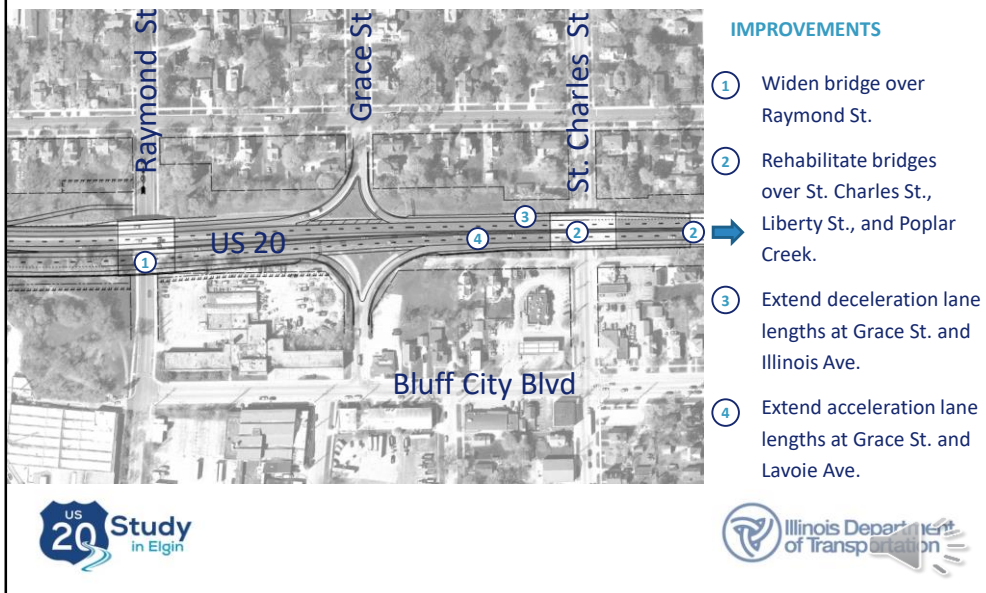 Raymond St
Grace St
St. Charles St
IMPROVEMENTS
1 Widen bridge over
Raymond St.
2 Rehabilitate bridges
over St. Charles St.,
Liberty St., and Poplar
Creek.
3 Extend deceleration lane
lengths at Grace St. and
Illinois Ave.
4 Extend acceleration lane
lengths at Grace St. and
Lavoie Ave.
3
US 20
4
2
2
1
Bluff City Blvd
US
20 Study
in Elgin
Illinois Department
of Transportation